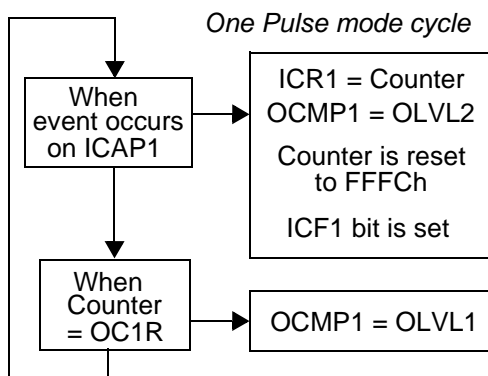 One Pulse mode cycle
When
event occurs
on ICAP1
ICR1 = Counter
OCMP1 = OLVL2
Counter is reset
to FFFCh
ICF1 bit is set
When
Counter
= OC1R
OCMP1 = OLVL1